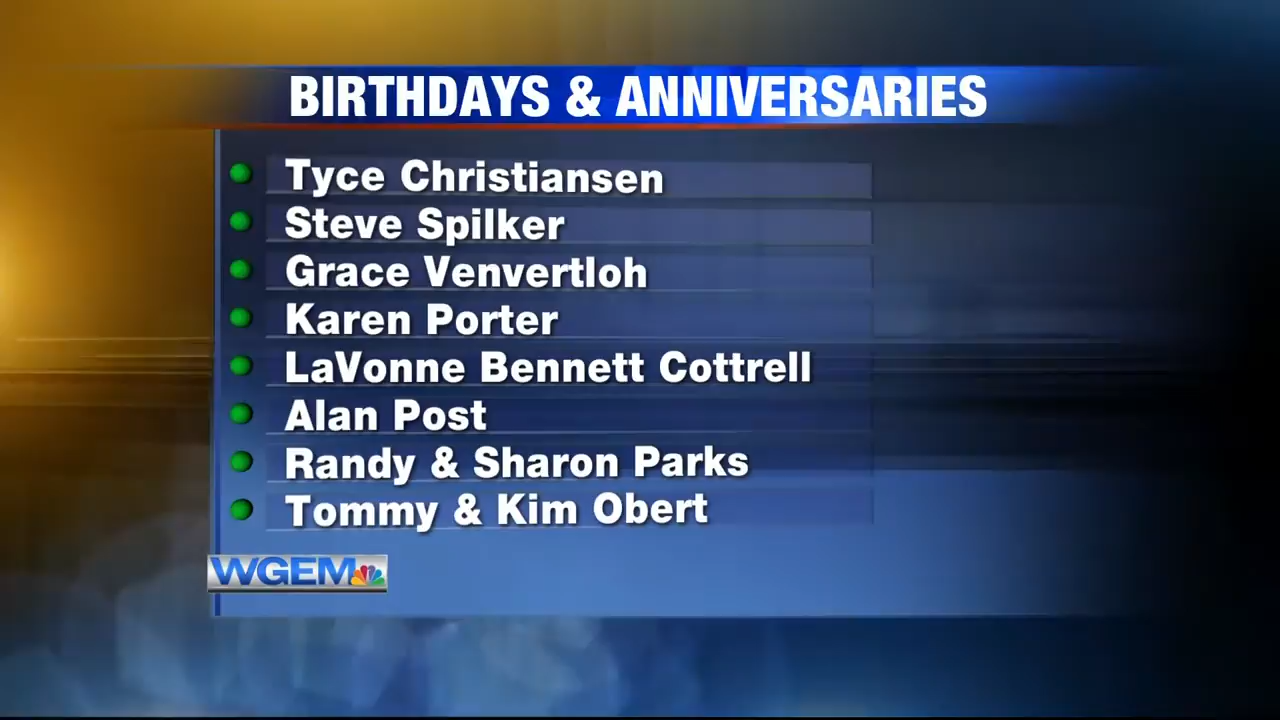 BIRTHDAYS & ANNIVERSARIES
Tyce Christiansen
Steve Spilker
Grace Venvertloh
Karen Porter
LaVonne Bennett Cottrell
Alan Post
Randy & Sharon Parks
Tommy & Kim Obert
WGEM